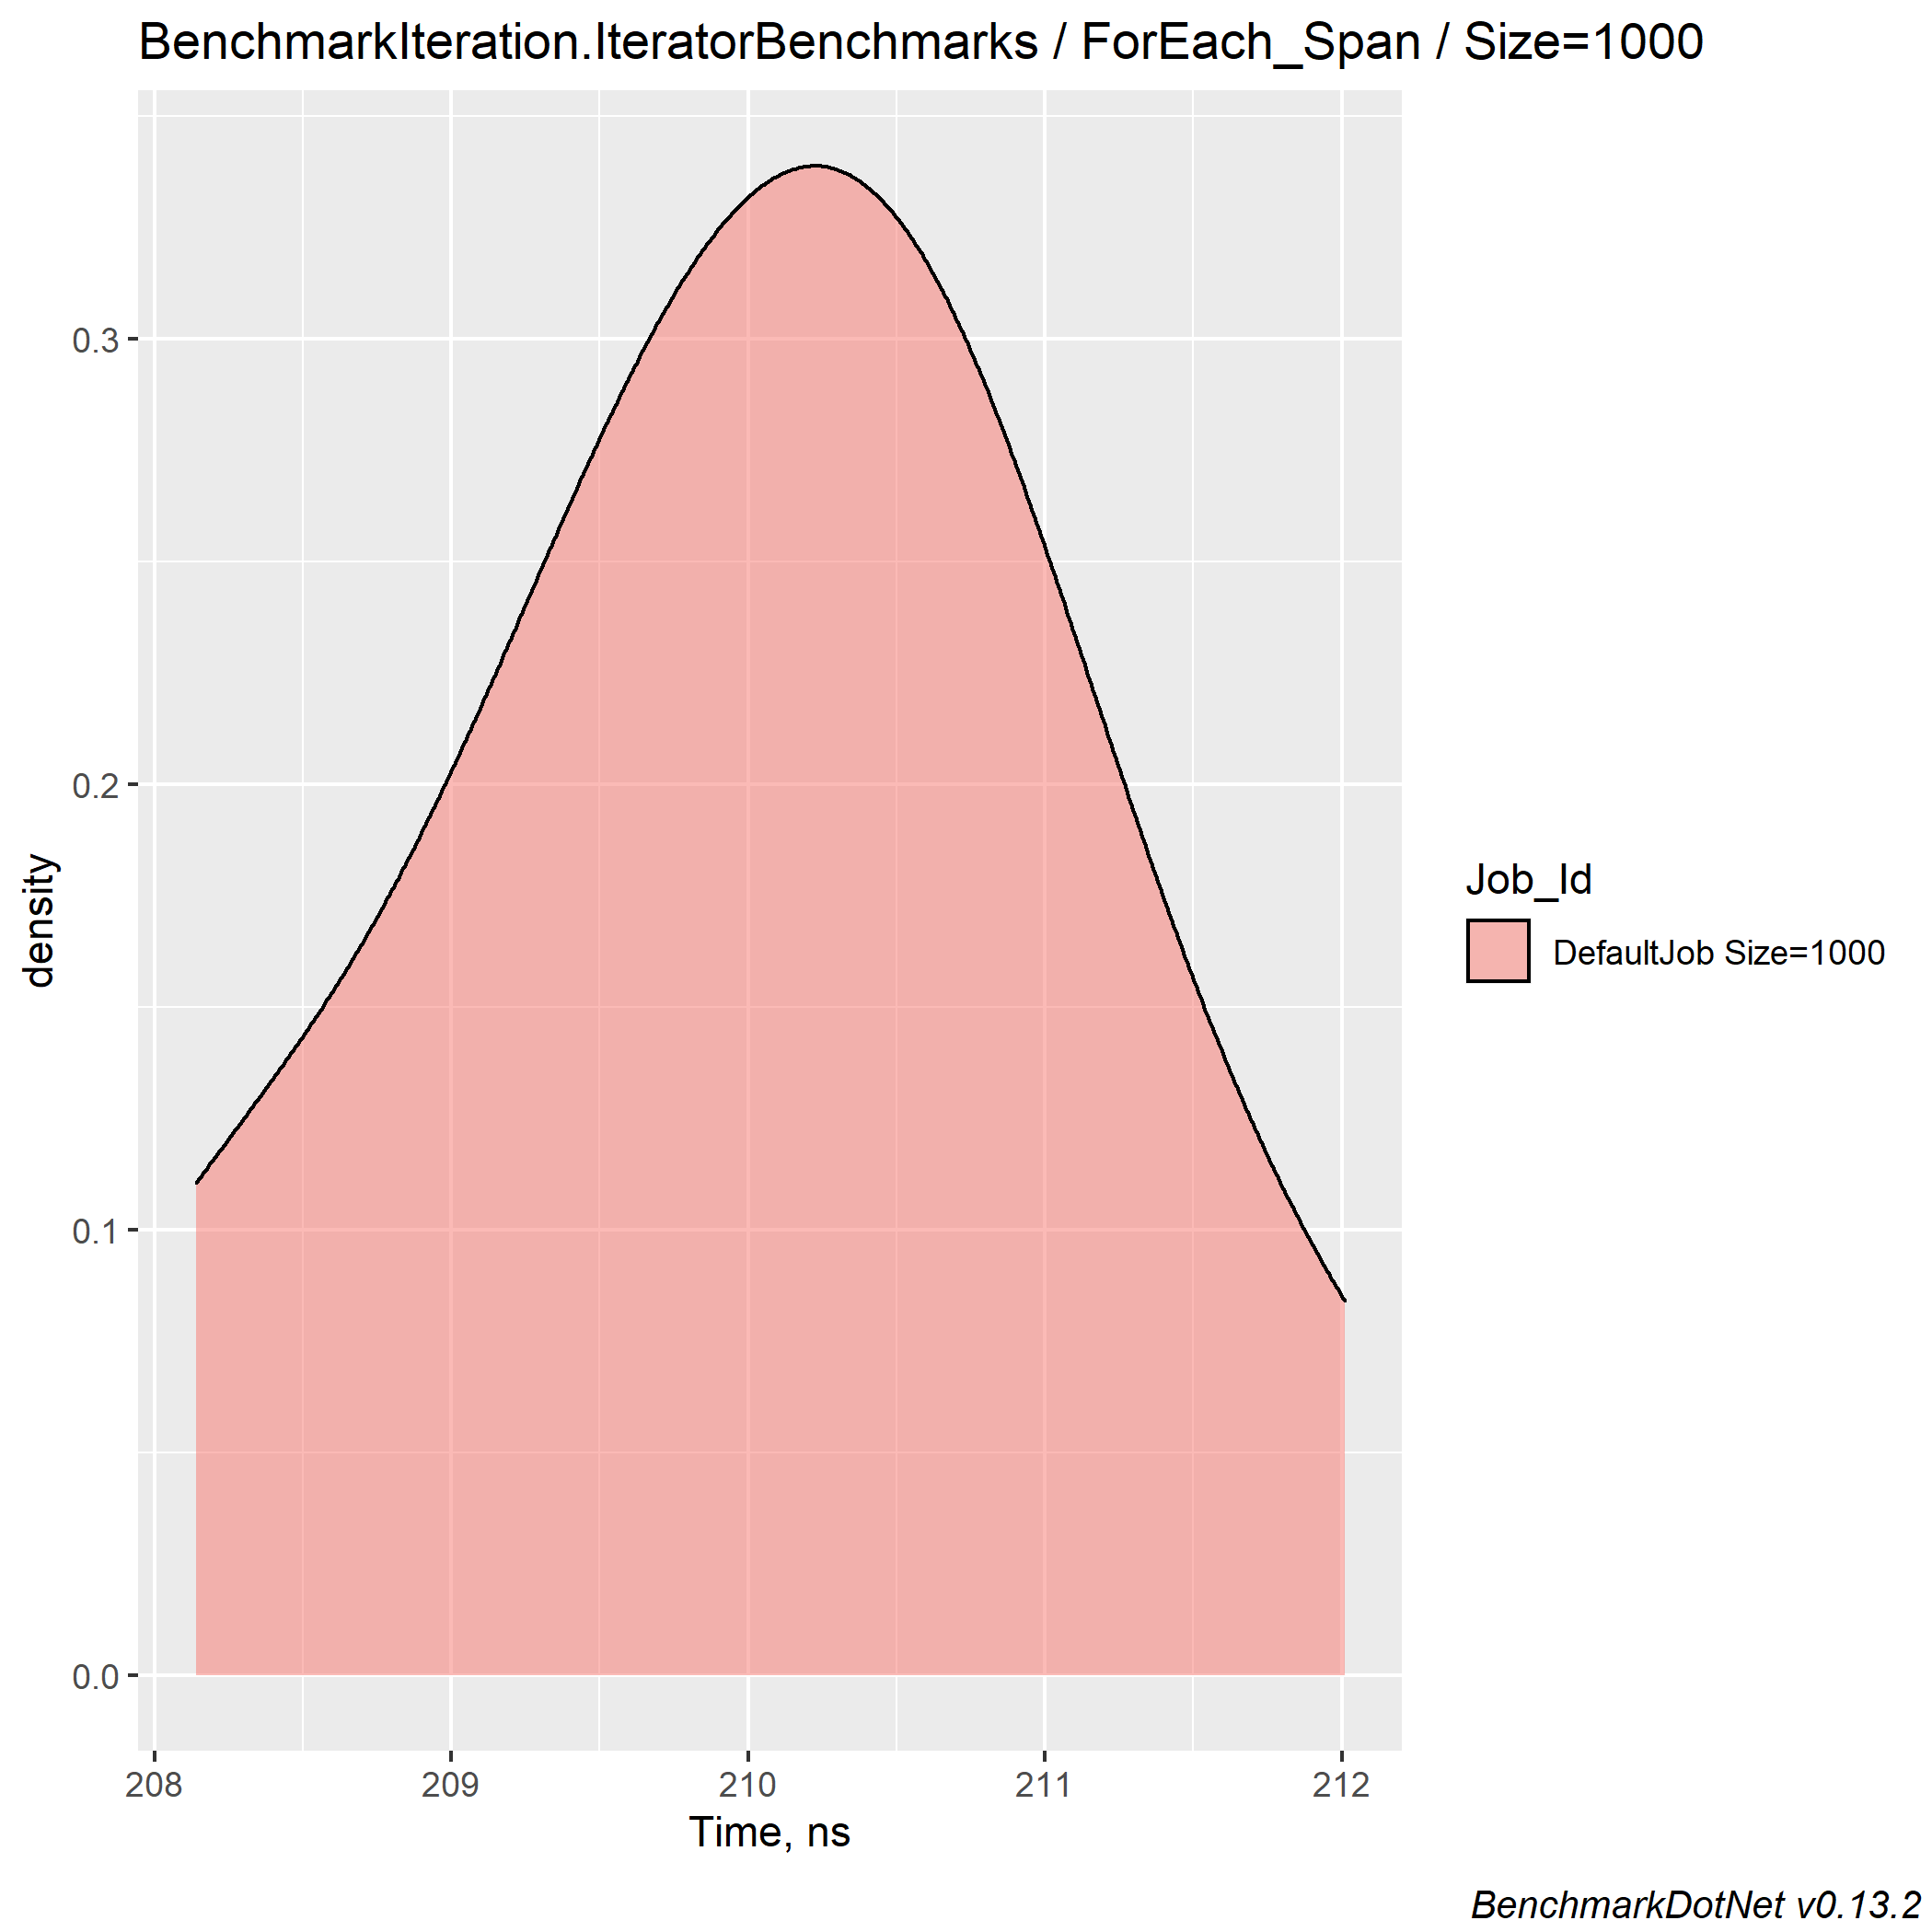 BenchmarkIteration.IteratorBenchmarks / ForEach_Span / Size=1000
0.3
0.2
0.1
0.0
density
208 209 210 211 212
Time, ns
Job_Id
DefaultJob Size=1000
BenchmarkDotNet v0.13.2